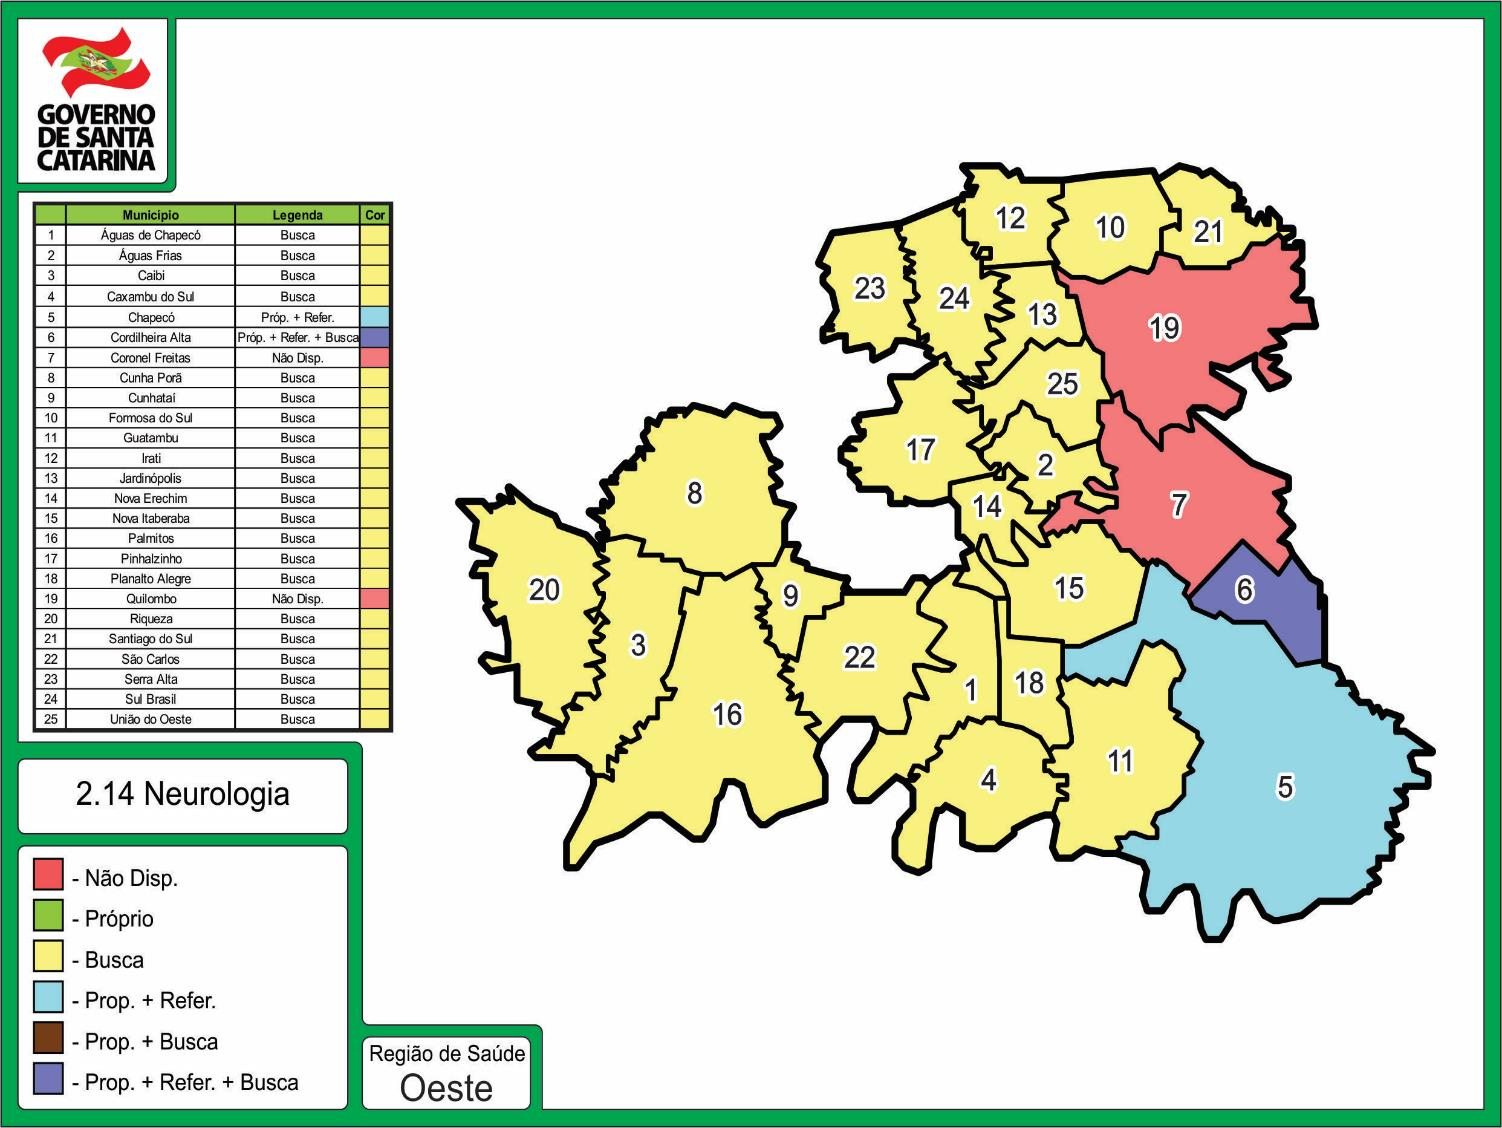 GOVERNO
DE SANTA
CATARINA
Municipio Legenda Cor
1 Águas de Chapecó Busca
2 Águas Frias Busca
3 Caibi Busca
4 Caxambu do Sul Busca
5 Chapecó Próp. + Refer.
6 Cordilheira Alta Próp. + Refer. + Busca
7 Coronel Freitas Não Disp.
8 Cunha Porã Busca
9 Cunhataí Busca
10 Formosa do Sul Busca
11 Guatambu Busca
12 Irati Busca
13 Jardinópolis Busca
14 Nova Erechim Busca
15 Nova Itaberaba Busca
16 Palmitos Busca
17 Pinhalzinho Busca
18 Planalto Alegre Busca
19 Quilombo Não Disp.
20 Riqueza Busca
21 Santiago do Sul Busca
22 São Carlos Busca
23 Serra Alta Busca
24 Sul Brasil Busca
25 União do Oeste Busca
12
10
21
23
24
13
19
25
17
2
8
14
7
20
9
15
6
3
22
1
18
16
4
11
5
2.14 Neurologia
- Não Disp.
- Próprio
- Busca
- Prop. + Refer.
- Prop. + Busca
- Prop. + Refer. + Busca
Região de Saúde
Oeste